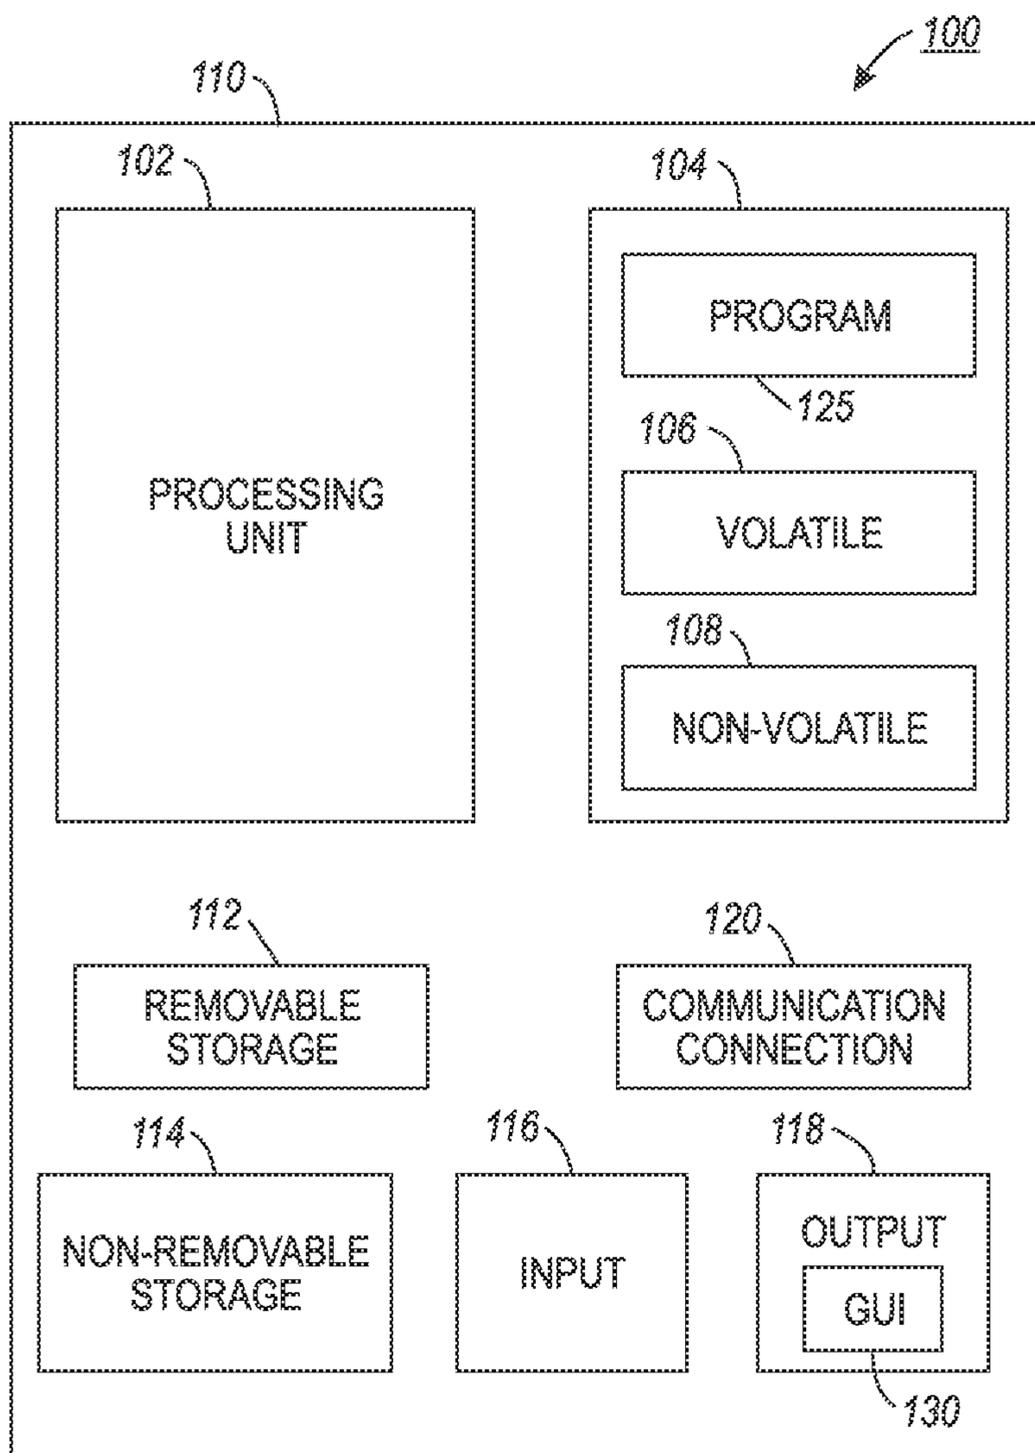 100
110
102
104
PROGRAM
125
106
PROCESSING
UNIT
VOLATILE
108
NON-VOLATILE
112
120
REMOVABLE
STORAGE
COMMUNICATION
CONNECTION
114
116
118
NON-REMOVABLE
STORAGE
INPUT
OUTPUT
GUI
130